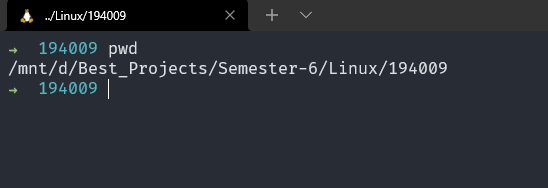 ../Linux/194009
→ 194009 pwd
/mnt/d/Best_Projects/Semester-6/Linux/194009
→ 194009